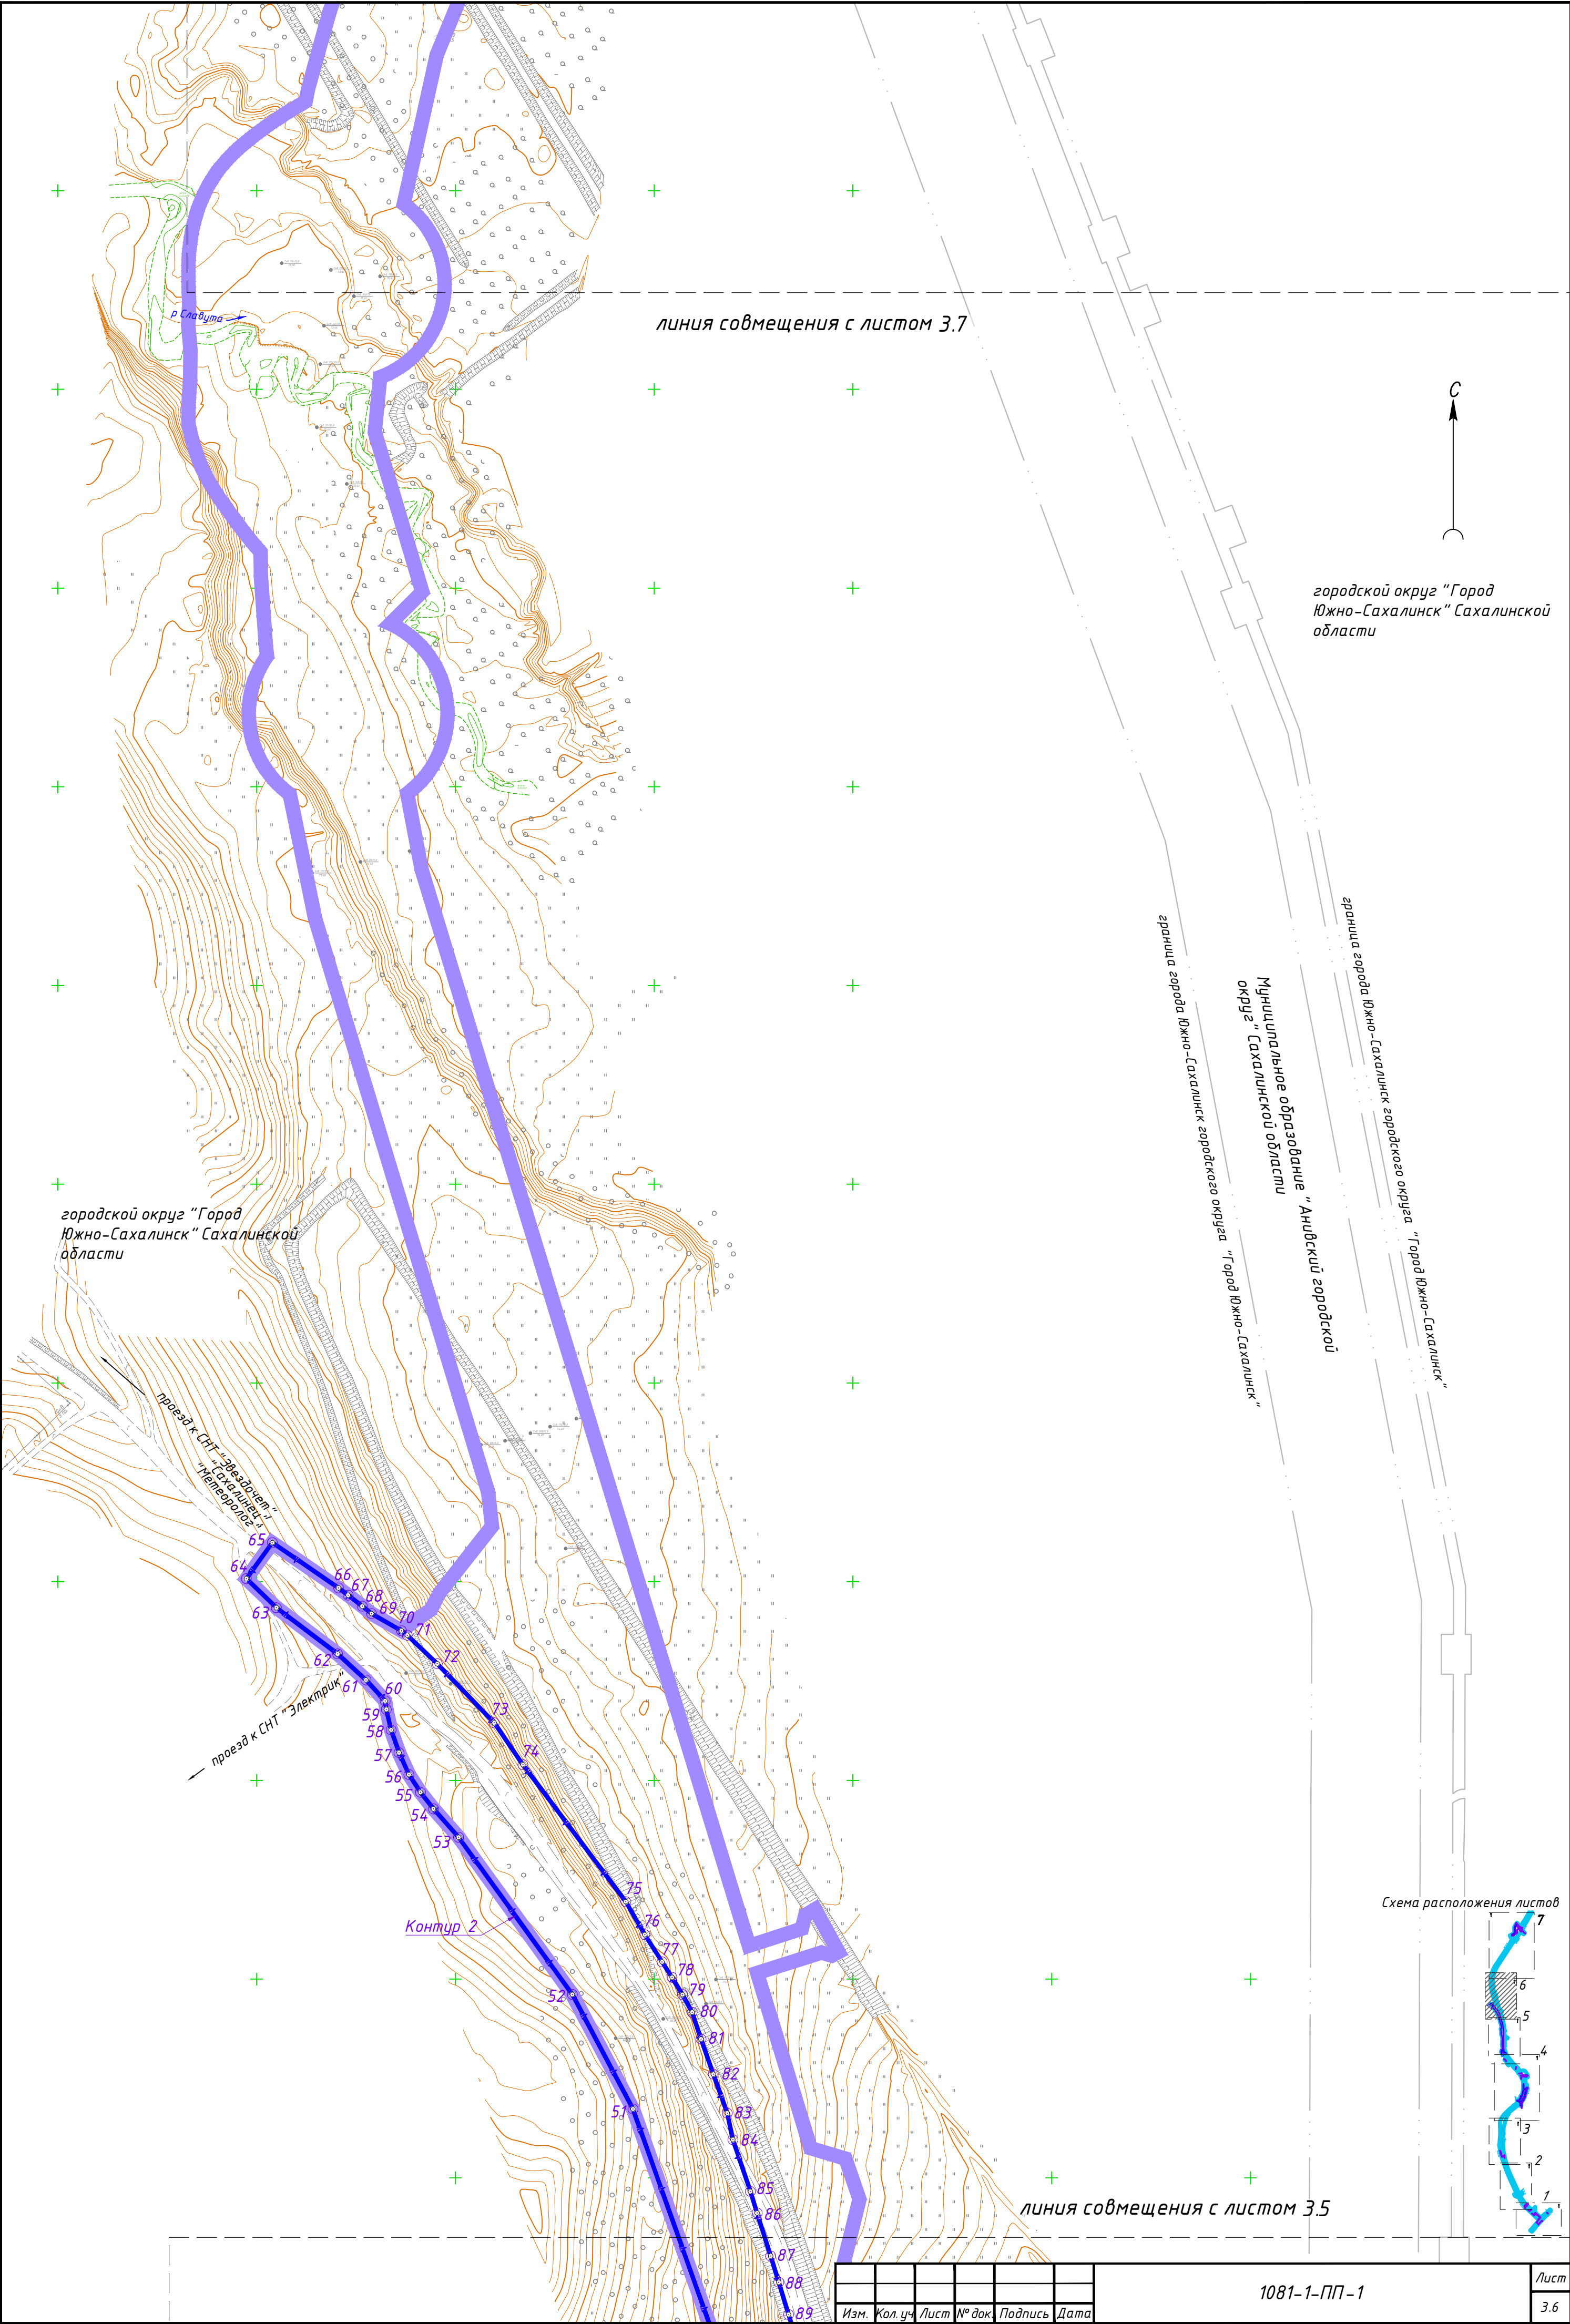 р Славута
линия совмещения с листом 3.7
С
городской округ "Город
Южно-Сахалинск" Сахалинской
области
граница города Южно-Сахалинск городского округа "Город Южно-Сахалинск"
Муниципальное образование "Анивский городской
округ" Сахалинской области
граница города Южно-Сахалинск городского округа "Город Южно-Сахалинск"
городской округ "Город
Южно-Сахалинск" Сахалинской
области
проезд к СНТ "Звездочет"
"Сахалинец"
"Метеоролог"
65
64
66
67
68
63
69
70
71
62
72
61
60
59
73
58
57
74
56
55
54
53
75
Контур 2
76
77
78
52
79
80
81
82
51
83
84
85
86
87
88
89
проезд к СНТ "Электрик"
Схема расположения листов
7
6
5
4
3
2
1
линия совмещения с листом 3.5
Изм. Кол.уч Лист № док. Подпись Дата
1081-1-ПП-1
Лист
3.6